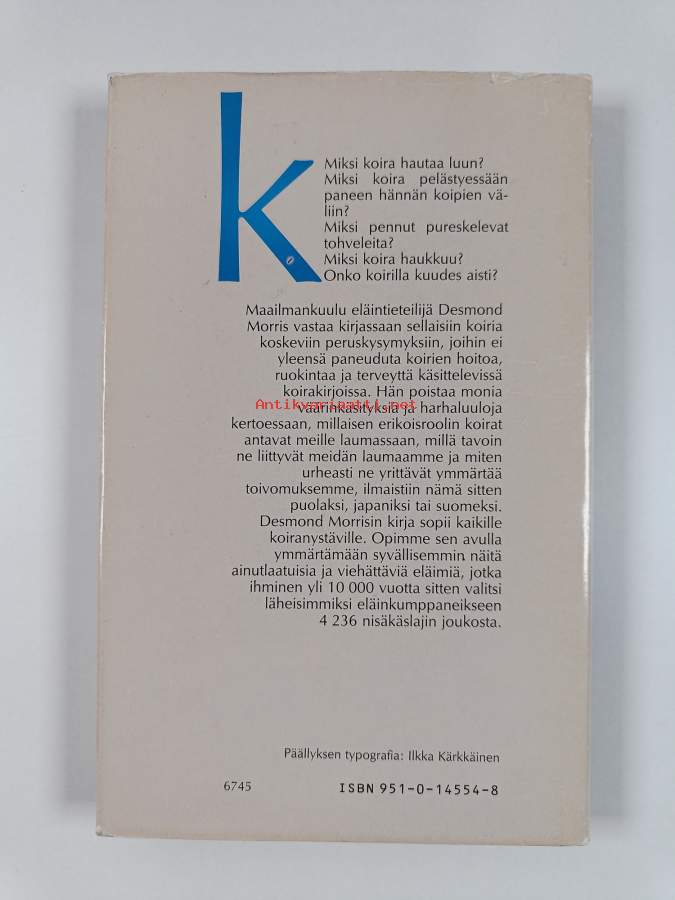 k
Miksi koira hautaa luun?
Miksi koira pelästyessään
paneen hännän koipien vä-
liin?
Miksi pennut pureskelevat
tohveleita?
Miksi koira haukkuu?
Onko koirilla kuudes aisti?
Maailmankuulu eläintieteilijä Desmond
Morris vastaa kirjassaan sellaisiin koiria
koskeviin peruskysymyksiin, joihin ei
yleensä paneuduta koirien hoitoa,
ruokintaa ja terveyttä käsittelevissä
koirakirjoissa. Hän poistaa monia
Antikvariaatti.net
väärinkäsityksiä ja harhaluuloja
kertoessaan, millaisen erikoisroolin koirat
antavat meille laumassaan, millä tavoin
ne liittyvät meidän laumaamme ja miten
urheasti ne yrittävät ymmärtää
toivomuksemme, ilmaistiin nämä sitten
puolaksi, japaniksi tai suomeksi.
Desmond Morrisin kirja sopii kaikille
koiranystäville. Opimme sen avulla
ymmärtämään syvällisemmin näitä
ainutlaatuisia ja viehättäviä eläimiä, jotka
ihminen yli 10 000 vuotta sitten valitsi
läheisimmiksi eläinkumppaneikseen
4 236 nisäkäslajin joukosta.
Päällyksen typografia: Ilkka Kärkkäinen
6745 ISBN 951-0-14554-8